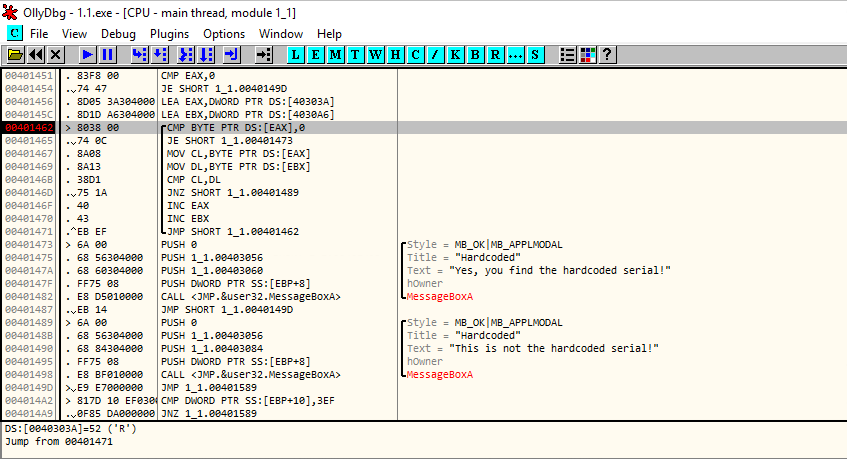 OllyDbg - 1.1.exe - [CPU - main thread, module 1_1]
C File View Debug Plugins Options Window Help
L E M T W H C / K B R ... S ?
00401451 . 83F8 00 CMP EAX,0
00401454 .v74 47 JE SHORT 1_1.0040149D
00401456 . 8D05 3A304000 LEA EAX,DWORD PTR DS:[40303A]
0040145C . 8D1D A6304000 LEA EBX,DWORD PTR DS:[4030A6]
00401462 > 8038 00 CMP BYTE PTR DS:[EAX],0
00401465 .v74 0C JE SHORT 1_1.00401473
00401467 . 8A08 MOV CL,BYTE PTR DS:[EAX]
00401469 . 8A13 MOV DL,BYTE PTR DS:[EBX]
0040146B . 38D1 CMP CL,DL
0040146D .v75 1A JNZ SHORT 1_1.00401489
0040146F . 40 INC EAX
00401470 . 43 INC EBX
00401471 .^EB EF JMP SHORT 1_1.00401462
00401473 > 6A 00 PUSH 0 Style = MB_OK|MB_APPLMODAL
00401475 . 68 56304000 PUSH 1_1.00403056 Title = "Hardcoded"
0040147A . 68 60304000 PUSH 1_1.00403060 Text = "Yes, you find the hardcoded serial!"
0040147F . FF75 08 PUSH DWORD PTR SS:[EBP+8] hOwner
00401482 . E8 D5010000 CALL <JMP.&user32.MessageBoxA> MessageBoxA
00401487 .vEB 14 JMP SHORT 1_1.0040149D
00401489 > 6A 00 PUSH 0 Style = MB_OK|MB_APPLMODAL
0040148B . 68 56304000 PUSH 1_1.00403056 Title = "Hardcoded"
00401490 . 68 84304000 PUSH 1_1.00403084 Text = "This is not the hardcoded serial!"
00401495 . FF75 08 PUSH DWORD PTR SS:[EBP+8] hOwner
00401498 . E8 BF010000 CALL <JMP.&user32.MessageBoxA> MessageBoxA
0040149D >vE9 E7000000 JMP 1_1.00401589
004014A2 > 817D 10 EF0300 CMP DWORD PTR SS:[EBP+10],3EF
004014A9 .v0F85 DA000000 JNZ 1_1.00401589
DS:[0040303A]=52 ('R')
Jump from 00401471